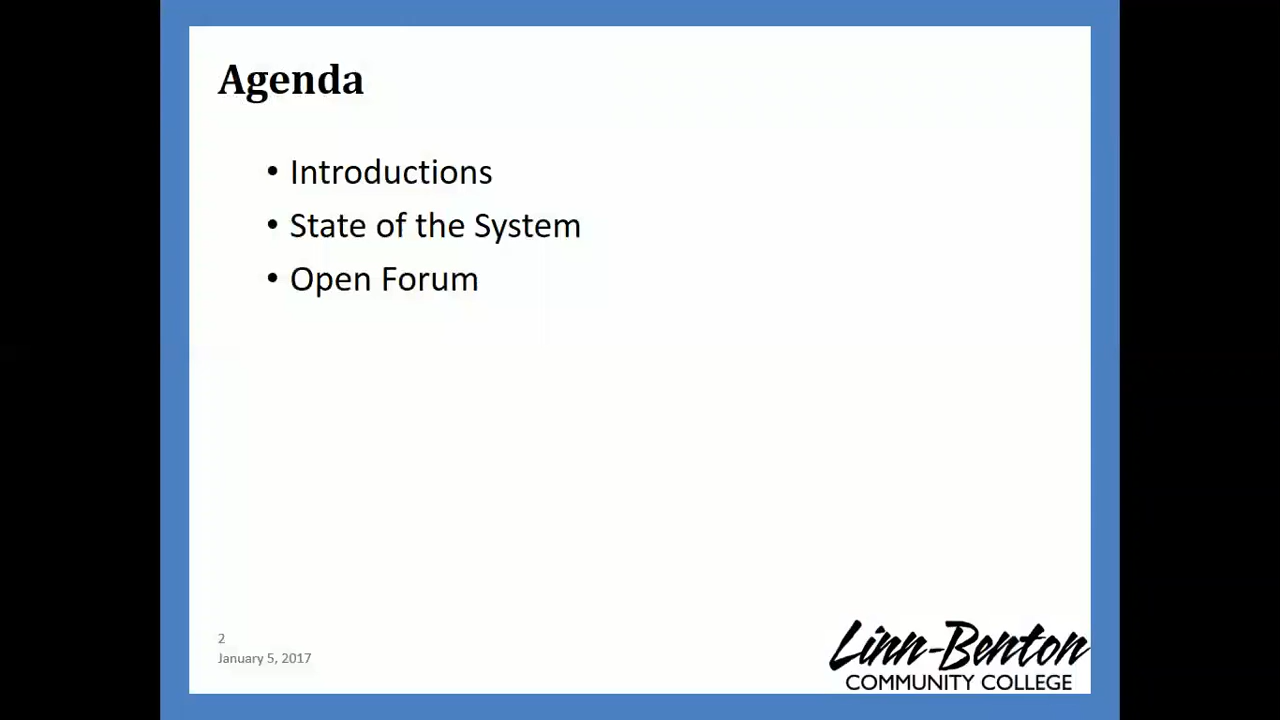 Agenda
• Introductions
• State of the System
• Open Forum
2
January 5, 2017
Linn-Benton
COMMUNITY COLLEGE